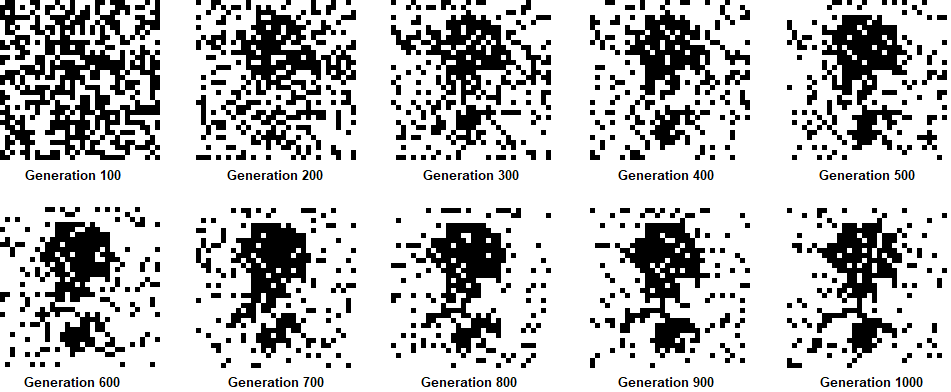 Generation 100
Generation 200
Generation 300
Generation 400
Generation 500
Generation 600
Generation 700
Generation 800
Generation 900
Generation 1000